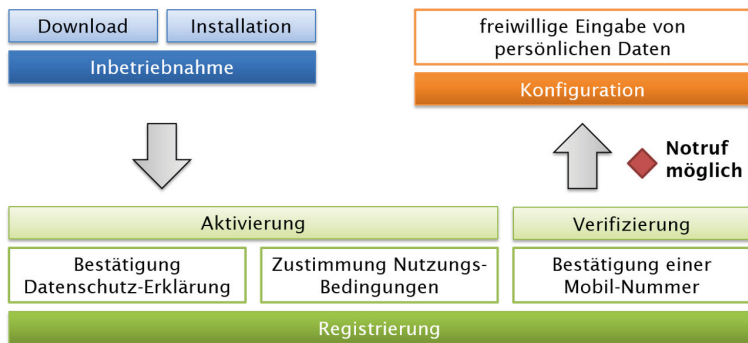 Download
Installation
Inbetriebnahme
freiwillige Eingabe von
persönlichen Daten
Konfiguration
Notruf
möglich
Aktivierung
Verifizierung
Bestätigung
Datenschutz-Erklärung
Zustimmung Nutzungs-
Bedingungen
Bestätigung einer
Mobil-Nummer
Registrierung